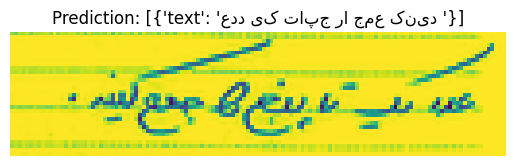 Prediction: [{'text': 'عدد یک تاپج را جمع کنید '}]
عدد یک تا پنج را جمع کنید .